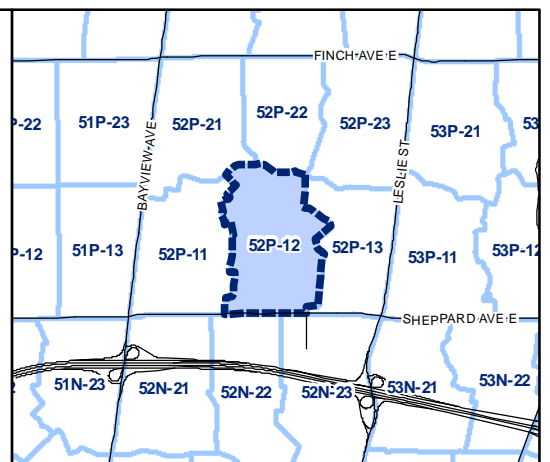 FINCH AVE E
P-22
51P-23
52P-21
52P-22
52P-23
53P-21
53
BAYVIEW AVE
LESLIE ST
P-12
51P-13
52P-11
52P-12
52P-13
53P-11
53P-12
SHEPPARD AVE E
51N-23
52N-21
52N-22
52N-23
53N-21
53N-22